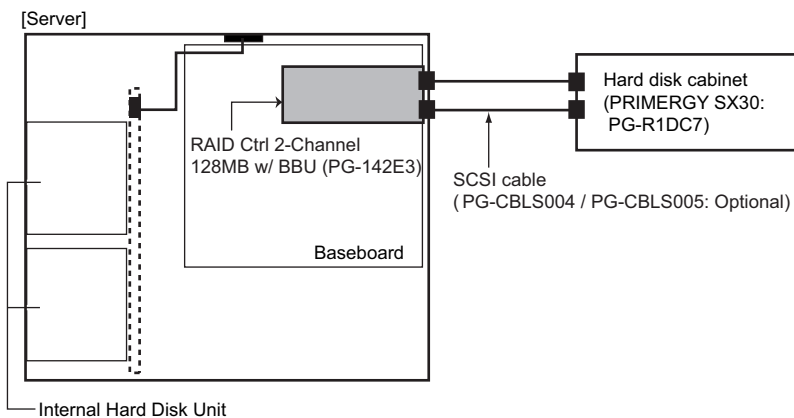 [Server]
RAID Ctrl 2-Channel
128MB w/ BBU (PG-142E3)
Baseboard
Hard disk cabinet
(PRIMERGY SX30:
PG-R1DC7)
SCSI cable
( PG-CBLS004 / PG-CBLS005: Optional)
Internal Hard Disk Unit